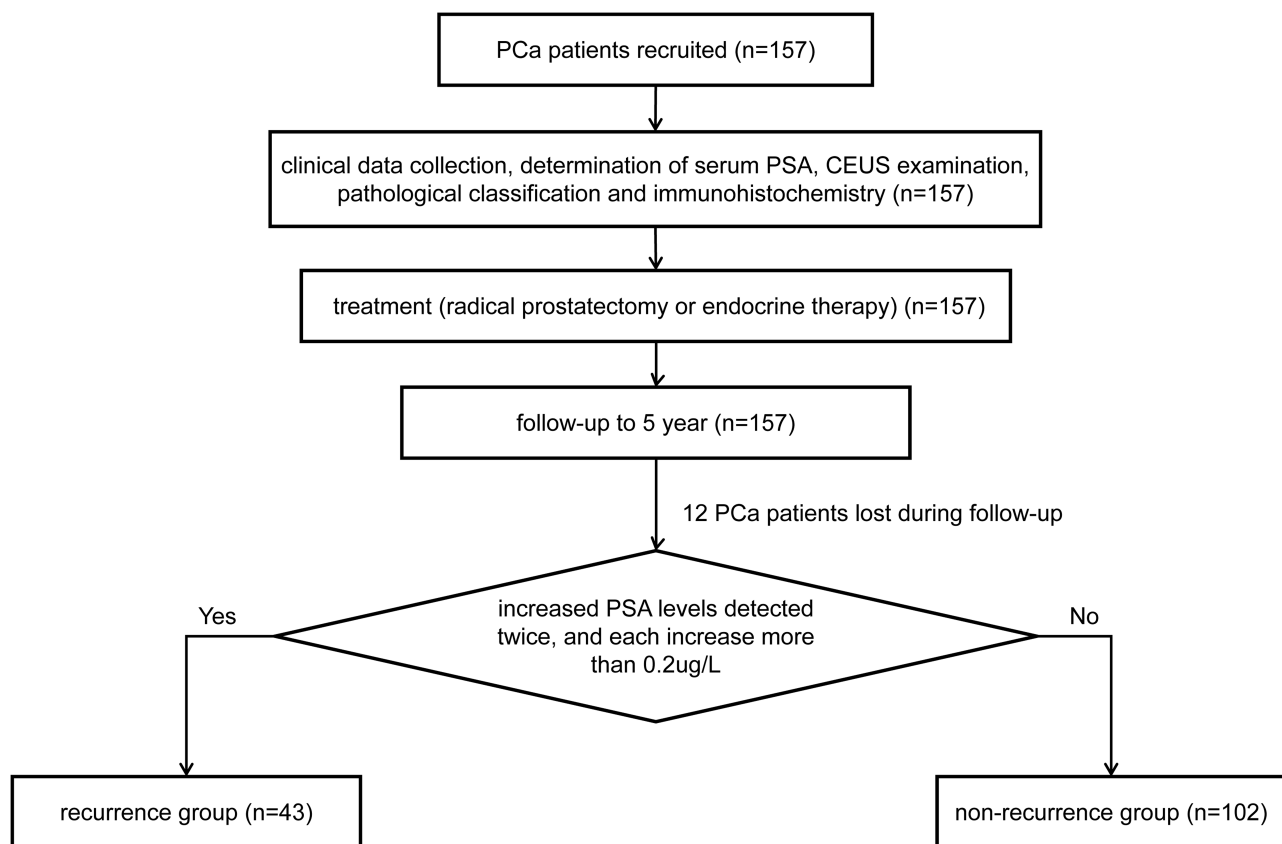 PCa patients recruited (n=157)
clinical data collection, determination of serum PSA, CEUS examination,
pathological classification and immunohistochemistry (n=157)
treatment (radical prostatectomy or endocrine therapy) (n=157)
follow-up to 5 year (n=157)
12 PCa patients lost during follow-up
increased PSA levels detected
twice, and each increase more
than 0.2ug/L
Yes
No
recurrence group (n=43)
non-recurrence group (n=102)